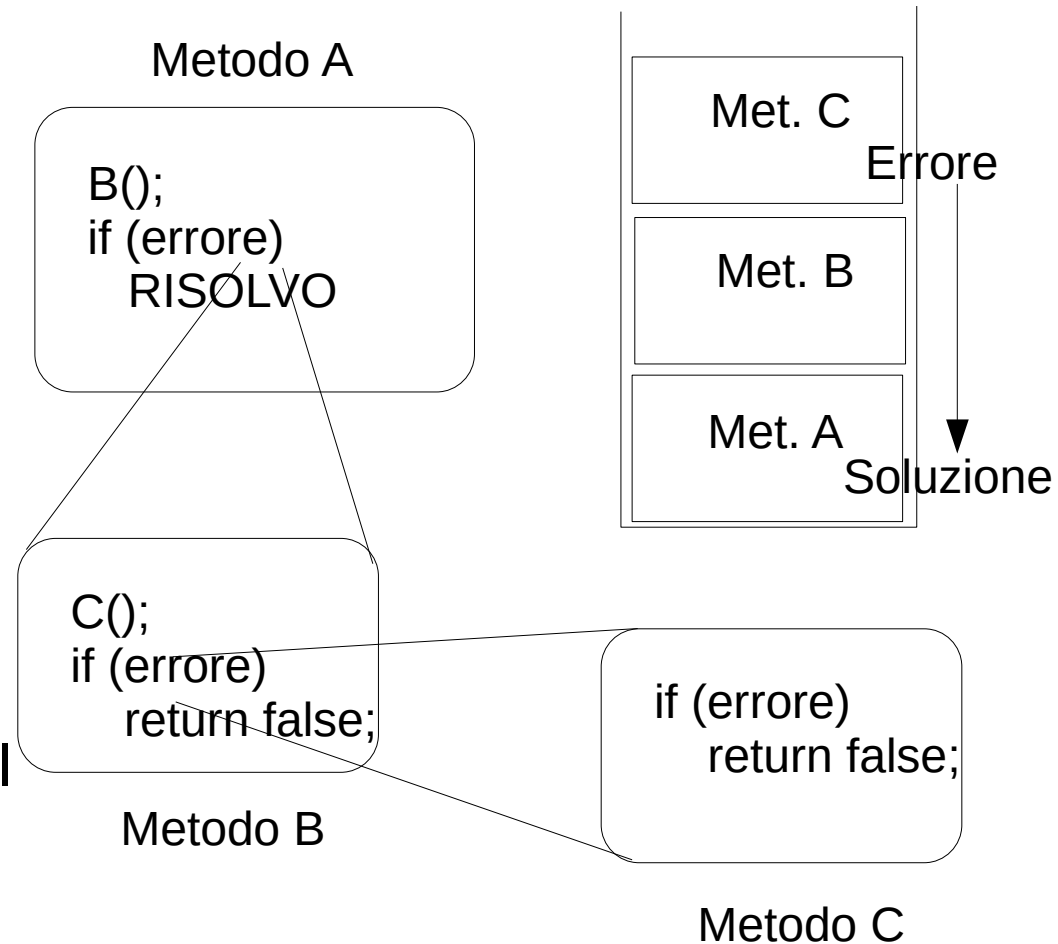 Metodo A
B();
if (errore)
RISOLVO
Met. C
Errore
Met. B
Met. A
Soluzione
C();
if (errore)
return false;
Metodo B
if (errore)
return false;
Metodo C